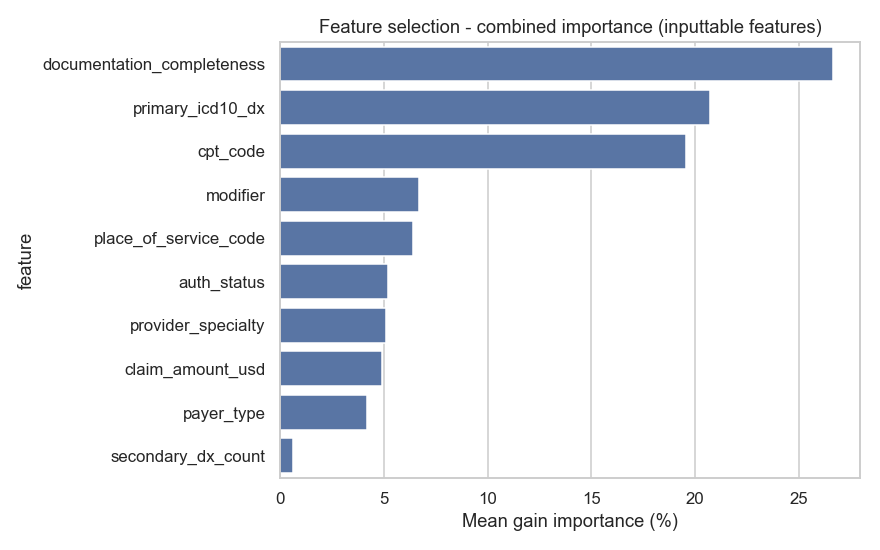 Feature selection - combined importance (inputtable features)
feature
documentation_completeness
primary_icd10_dx
cpt_code
modifier
place_of_service_code
auth_status
provider_specialty
claim_amount_usd
payer_type
secondary_dx_count
0 5 10 15 20 25
Mean gain importance (%)